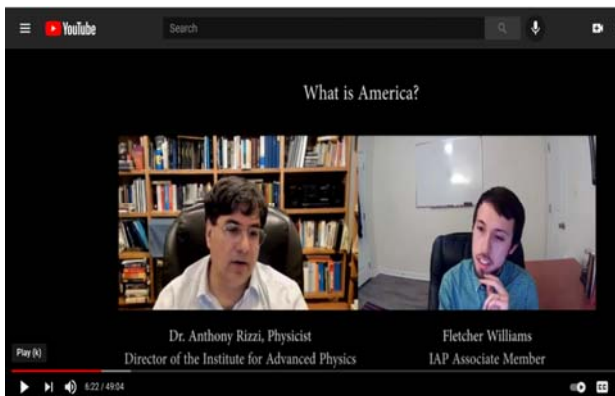 YouTube
Search
What is America?
Dr. Anthony Rizzi, Physicist
Director of the Institute for Advanced Physics
Fletcher Williams
IAP Associate Member
Play (k)
6:22 / 49:04
CC